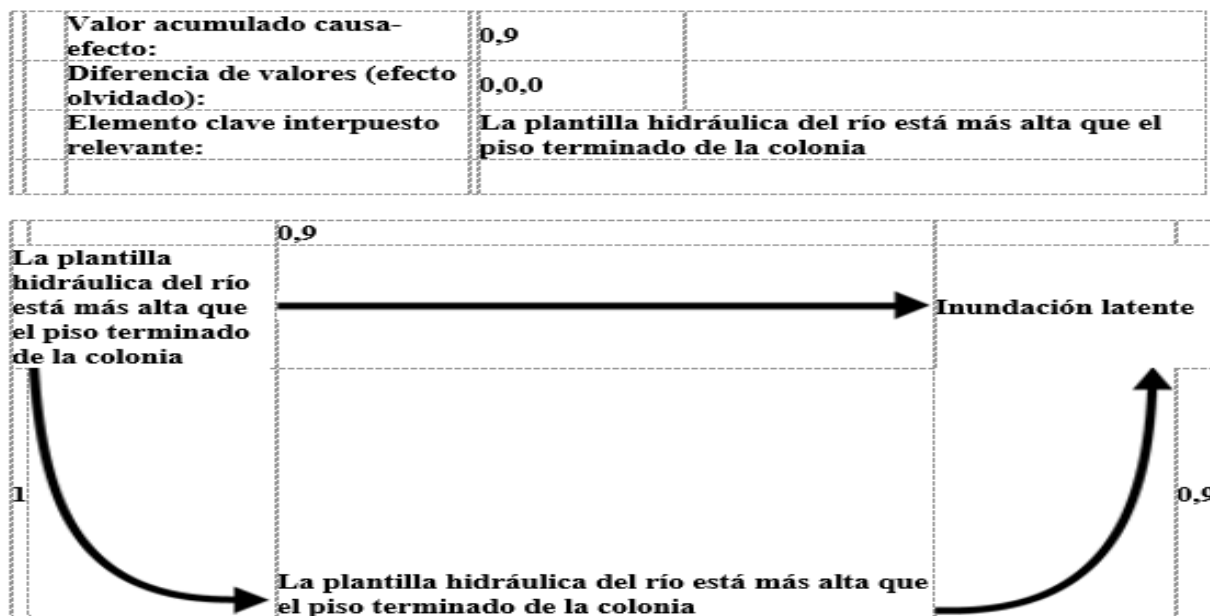 Valor acumulado causa-
efecto:
0,9
Diferencia de valores (efecto
olvidado):
0,0,0
Elemento clave interpuesto
relevante:
La plantilla hidráulica del río está más alta que el
piso terminado de la colonia
0,9
La plantilla
hidráulica del río
está más alta que
el piso terminado
de la colonia
Inundación latente
1
0,9
La plantilla hidráulica del río está más alta que
el piso terminado de la colonia